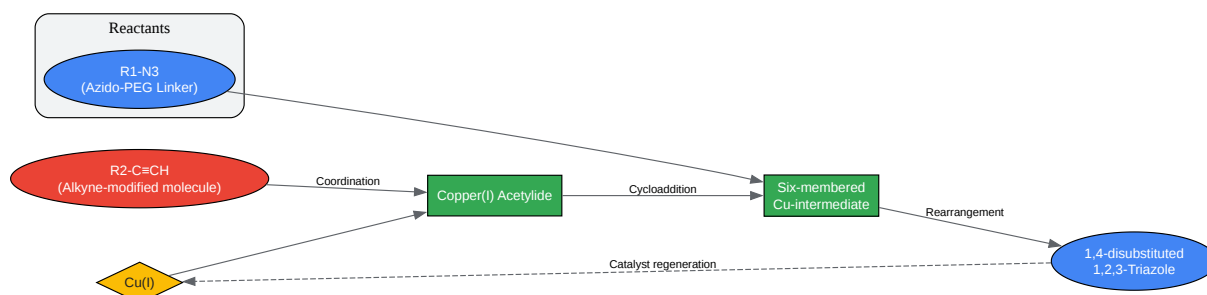 Reactants
R1-N3
(Azido-PEG Linker)
R2-C≡CH
(Alkyne-modified molecule)
Coordination
Copper(I) Acetylide
Cycloaddition
Six-membered
Cu-intermediate
Rearrangement
1,4-disubstituted
1,2,3-Triazole
Catalyst regeneration
Cu(I)